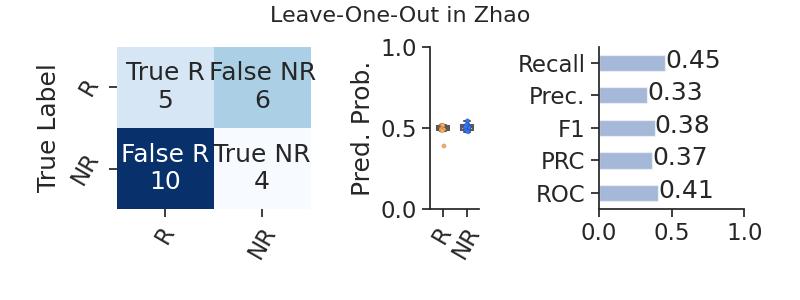 Leave-One-Out in Zhao
True Label
R
NR
True R
5
False NR
6
False R
10
True NR
4
R
NR
Pred. Prob.
1.0
0.5
0.0
R
NR
Recall
0.45
Prec.
0.33
F1
0.38
PRC
0.37
ROC
0.41
0.0
0.5
1.0